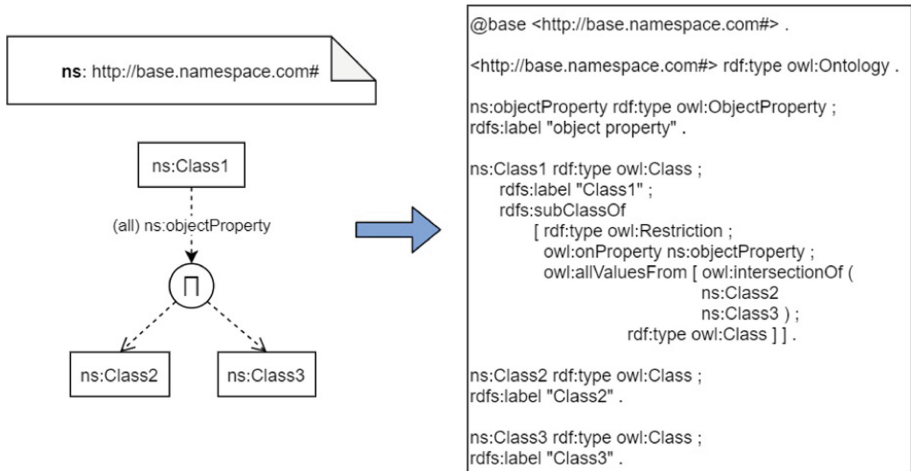 ns: http://base.namespace.com#
ns:Class1
(all) ns:objectProperty
∏
ns:Class2
ns:Class3
@base <http://base.namespace.com#> .
<http://base.namespace.com#> rdf:type owl:Ontology .
ns:objectProperty rdf:type owl:ObjectProperty ;
rdfs:label "object property" .
ns:Class1 rdf:type owl:Class ;
rdfs:label "Class1" ;
rdfs:subClassOf
[ rdf:type owl:Restriction ;
owl:onProperty ns:objectProperty ;
owl:allValuesFrom [ owl:intersectionOf (
ns:Class2
ns:Class3 ) ;
rdf:type owl:Class ] ] .
ns:Class2 rdf:type owl:Class ;
rdfs:label "Class2" .
ns:Class3 rdf:type owl:Class ;
rdfs:label "Class3" .